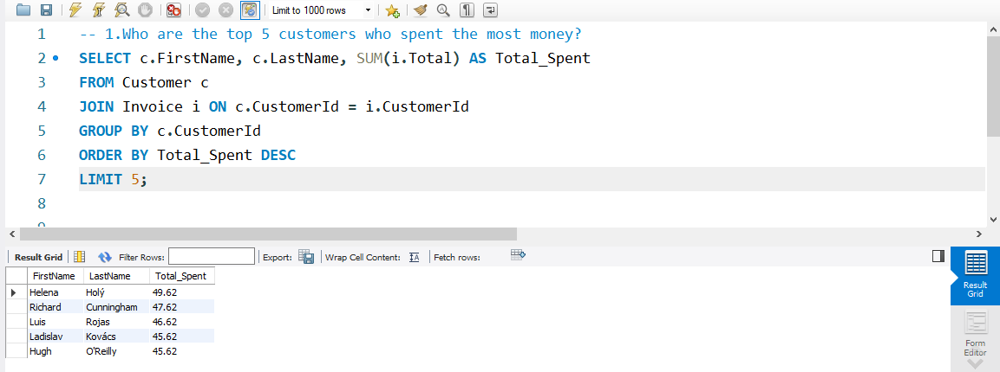 Limit to 1000 rows
1 -- 1.Who are the top 5 customers who spent the most money?
2 SELECT c.FirstName, c.LastName, SUM(i.Total) AS Total_Spent
3 FROM Customer c
4 JOIN Invoice i ON c.CustomerId = i.CustomerId
5 GROUP BY c.CustomerId
6 ORDER BY Total_Spent DESC
7 LIMIT 5;
8
Result Grid Filter Rows: Export: Wrap Cell Content: IA Fetch rows:
FirstName LastName Total_Spent
Helena Holý 49.62
Richard Cunningham 47.62
Luis Rojas 46.62
Ladislav Kovács 45.62
Hugh O'Reilly 45.62
Result
Grid
Form
Editor